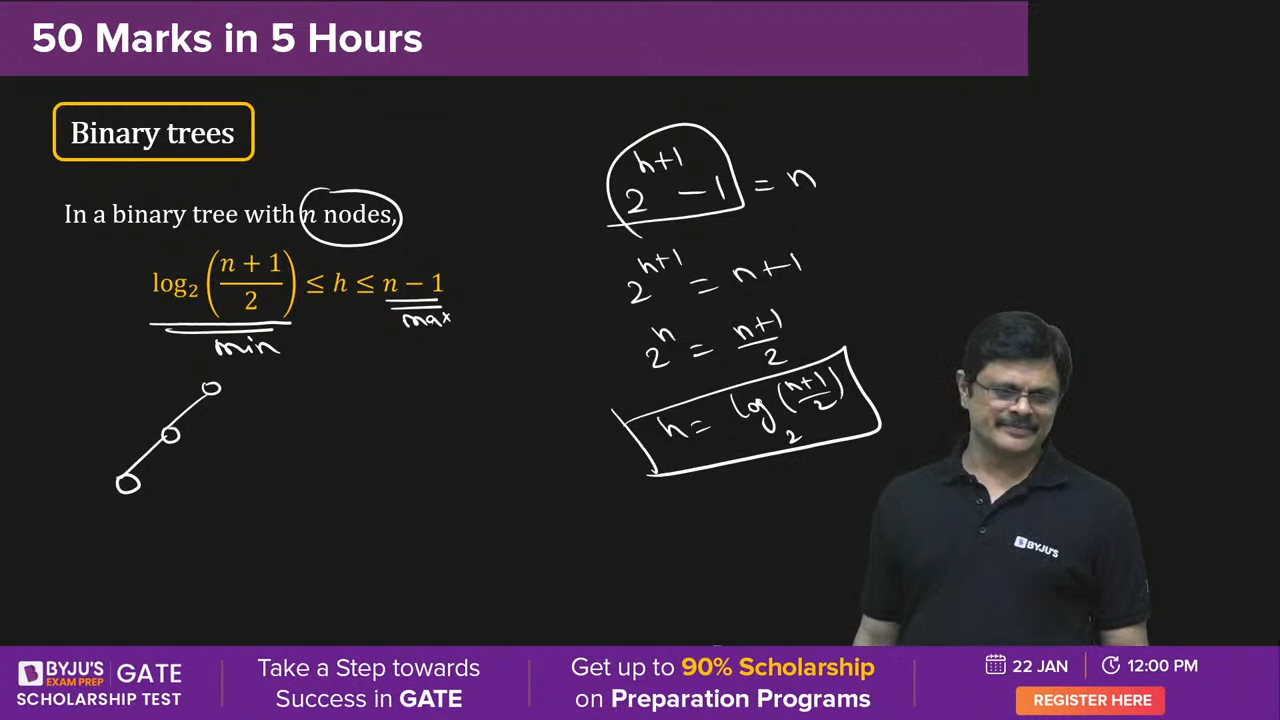 50 Marks in 5 Hours
Binary trees
In a binary tree with n nodes,
log₂((n + 1)/2) ≤ h ≤ n − 1
max
min
2^(h+1) − 1 = n
2^(h+1) = n+1
2^h = (n+1)/2
h = log₂((n+1)/2)
BYJU'S
BYJU'S EXAM PREP | GATE
SCHOLARSHIP TEST
Take a Step towards
Success in GATE
Get up to 90% Scholarship
on Preparation Programs
22 JAN 12:00 PM
REGISTER HERE